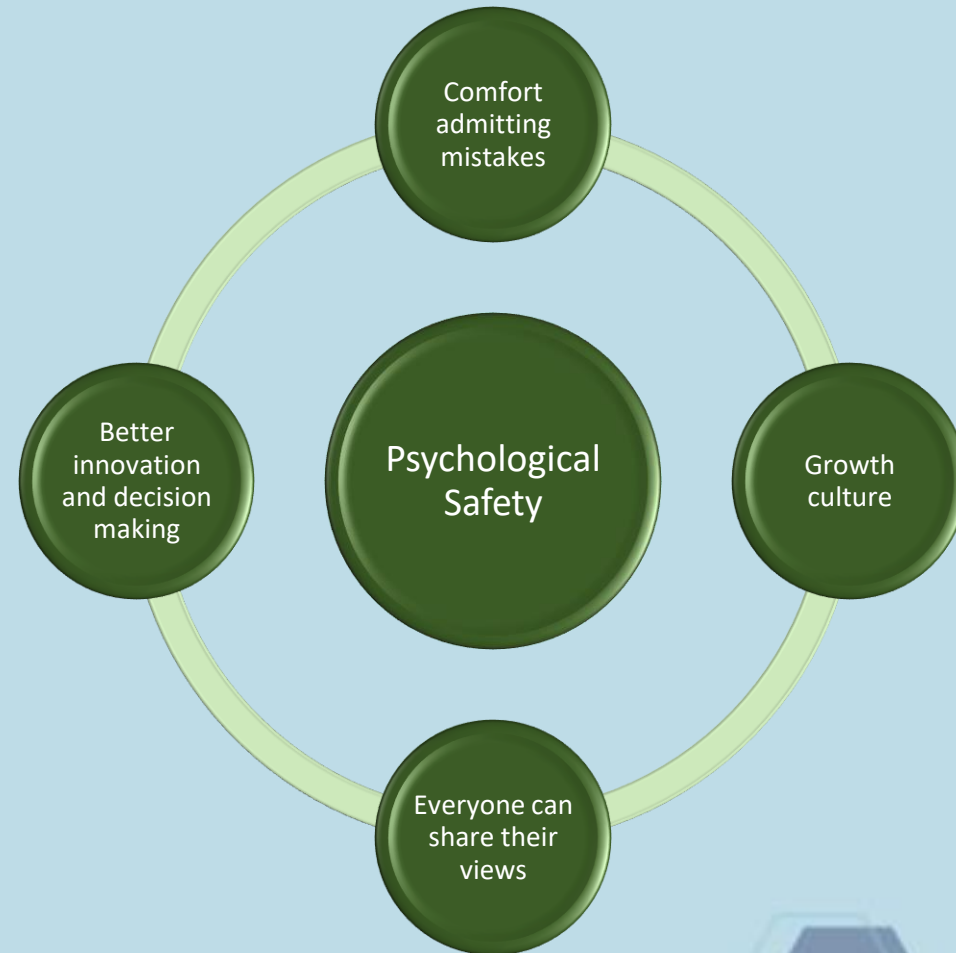 Comfort
admitting
mistakes
Better
innovation
and decision
making
Psychological
Safety
Growth
culture
Everyone can
share their
views